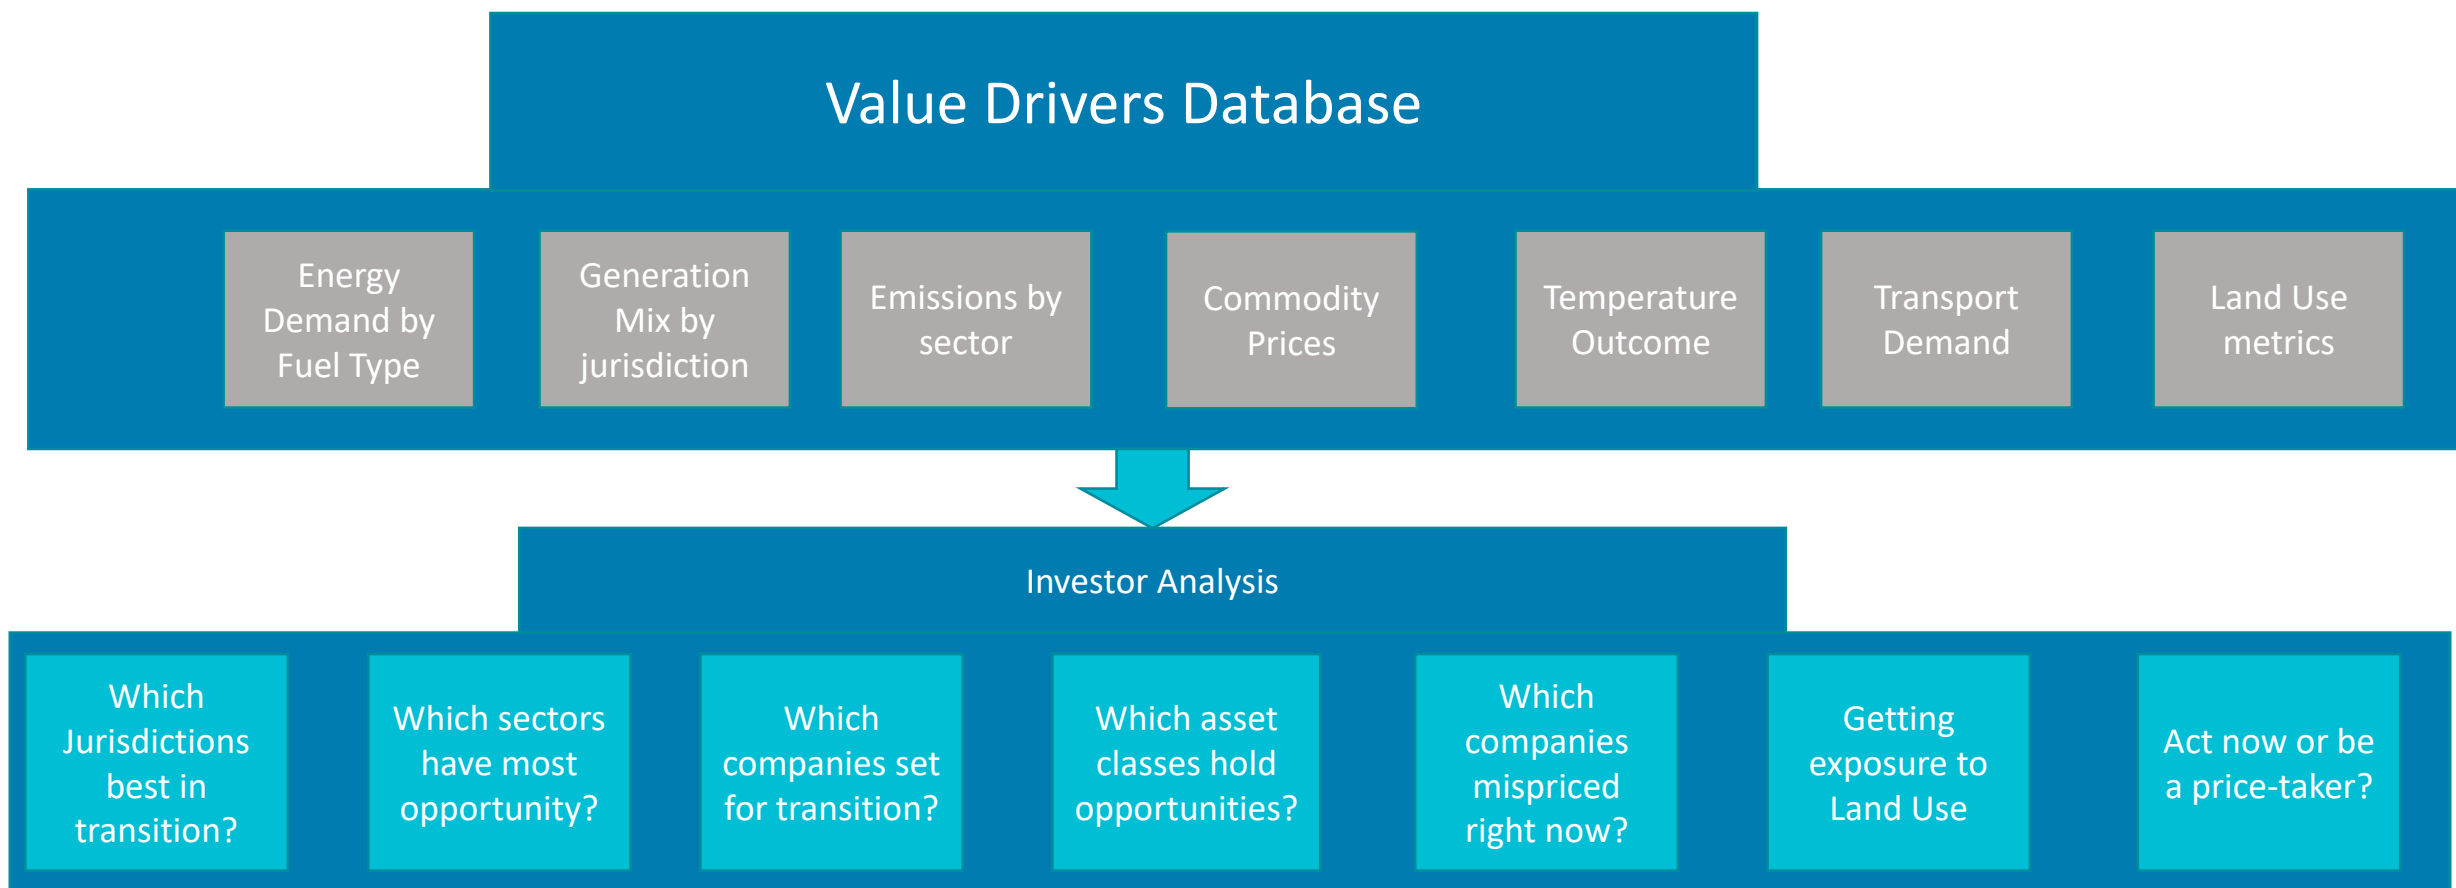 Value Drivers Database
Energy
Demand by
Fuel Type
Generation
Mix by
jurisdiction
Emissions by
sector
Commodity
Prices
Temperature
Outcome
Transport
Demand
Land Use
metrics
Investor Analysis
Which
Jurisdictions
best in
transition?
Which sectors
have most
opportunity?
Which
companies set
for transition?
Which asset
classes hold
opportunities?
Which
companies
mispriced
right now?
Getting
exposure to
Land Use
Act now or be
a price-taker?